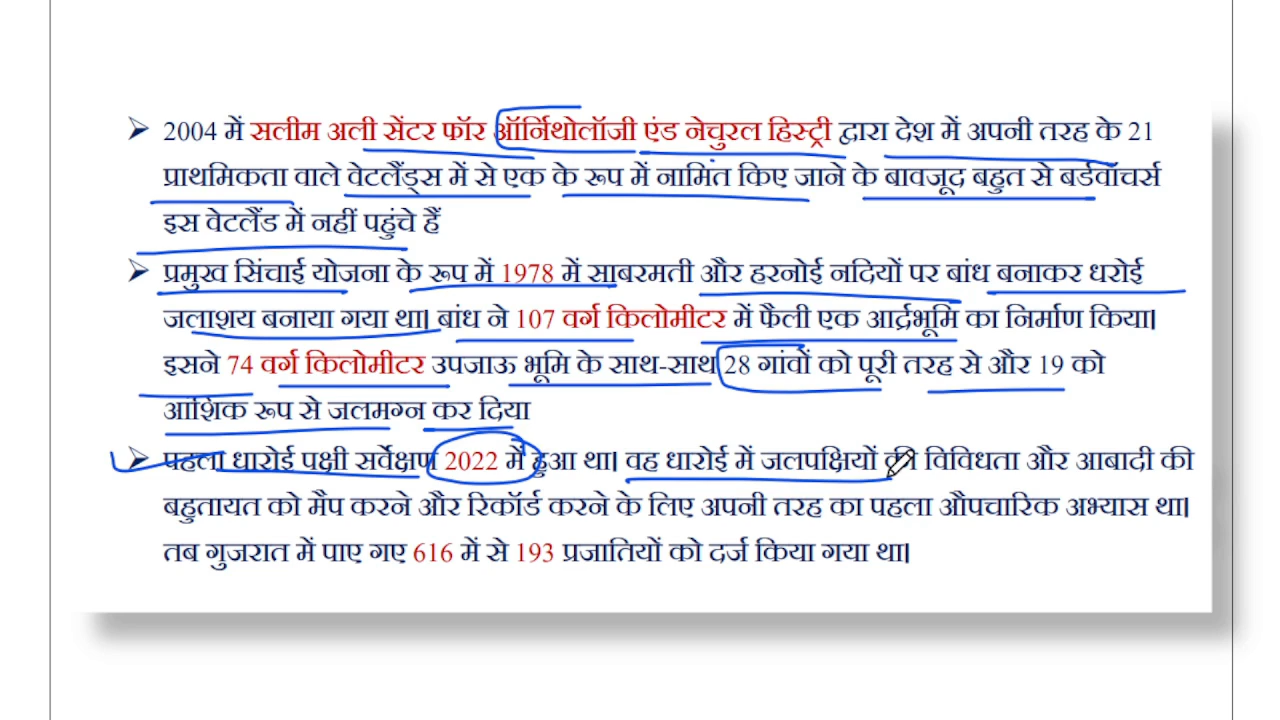 2004 में सलीम अली सेंटर फॉर ऑर्निथोलॉजी एंड नेचुरल हिस्ट्री द्वारा देश में अपनी तरह के 21
प्राथमिकता वाले वेटलैंड्स में से एक के रूप में नामित किए जाने के बावजूद बहुत से बर्डवॉचर्स
इस वेटलैंड में नहीं पहुंचे हैं
प्रमुख सिंचाई योजना के रूप में 1978 में साबरमती और हरनोई नदियों पर बांध बनाकर धरोई
जलाशय बनाया गया था। बांध ने 107 वर्ग किलोमीटर में फैली एक आर्द्रभूमि का निर्माण किया।
इसने 74 वर्ग किलोमीटर उपजाऊ भूमि के साथ-साथ 28 गांवों को पूरी तरह से और 19 को
आंशिक रूप से जलमग्न कर दिया
पहला धारोई पक्षी सर्वेक्षण 2022 में हुआ था। वह धारोई में जलपक्षियों की विविधता और आबादी की
बहुतायत को मैप करने और रिकॉर्ड करने के लिए अपनी तरह का पहला औपचारिक अभ्यास था।
तब गुजरात में पाए गए 616 में से 193 प्रजातियों को दर्ज किया गया था।